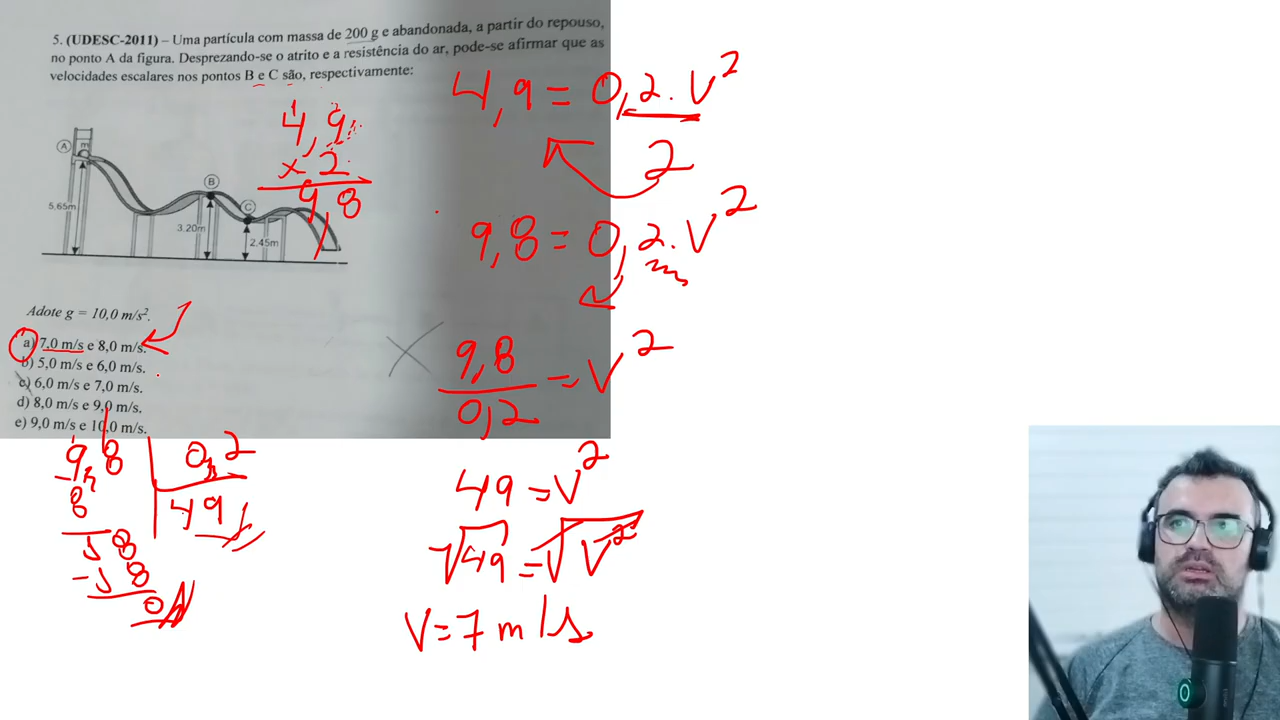 5. (UDESC-2011) – Uma partícula com massa de 200 g e abandonada, a partir do repouso,
no ponto A da figura. Desprezando-se o atrito e a resistência do ar, pode-se afirmar que as
velocidades escalares nos pontos B e C são, respectivamente:
A
m
5.65m
B
3.20m
C
2.45m
4,9
x 2
9,8
Adote g = 10,0 m/s².
a) 7,0 m/s e 8,0 m/s.
b) 5,0 m/s e 6,0 m/s.
c) 6,0 m/s e 7,0 m/s.
d) 8,0 m/s e 9,0 m/s.
e) 9,0 m/s e 10,0 m/s.
9,8 0,2
8 49
18
-18
0
4,9 = 0,2.V²
2
9,8 = 0,2.V²
9,8
0,2 = V²
49 = V²
√49 = √V²
V = 7 m/s